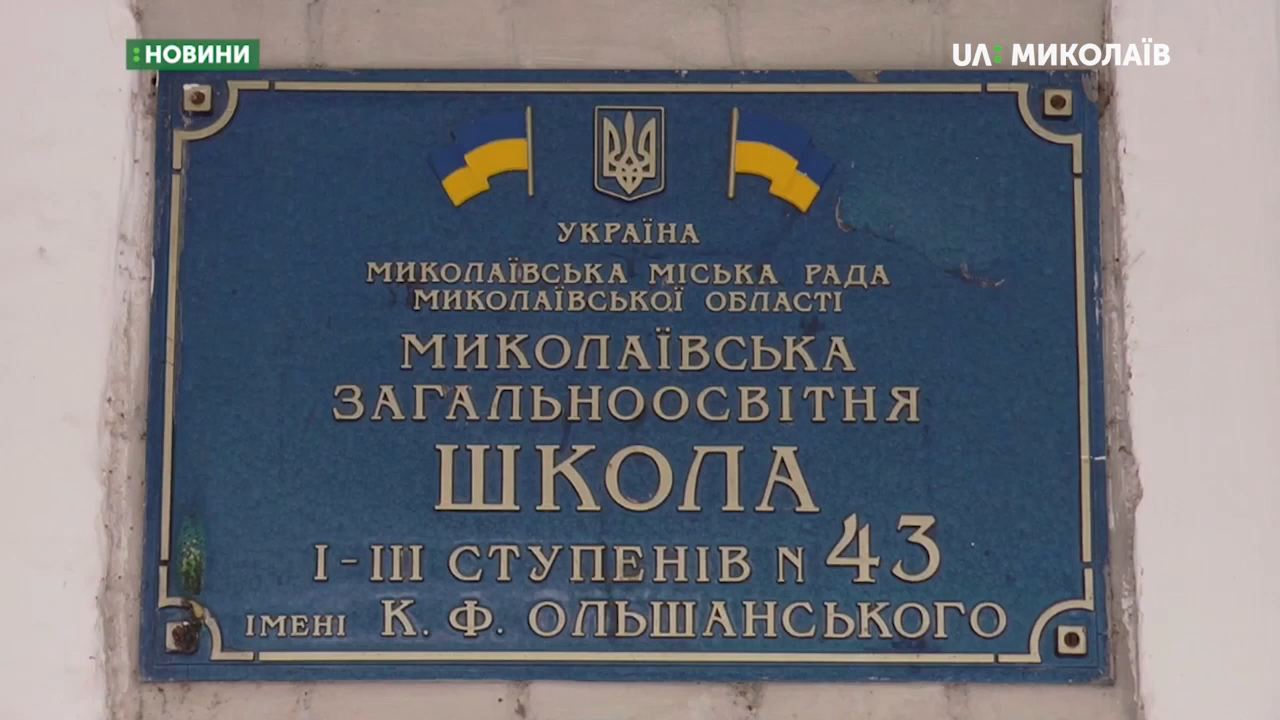 :НОВИНИ
UA: МИКОЛАЇВ
УКРАЇНА
МИКОЛАЇВСЬКА МІСЬКА РАДА
МИКОЛАЇВСЬКОЇ ОБЛАСТІ
МИКОЛАЇВСЬКА
ЗАГАЛЬНООСВІТНЯ
ШКОЛА
І-ІІІ СТУПЕНІВ N 43
ІМЕНІ К. Ф. ОЛЬШАНСЬКОГО